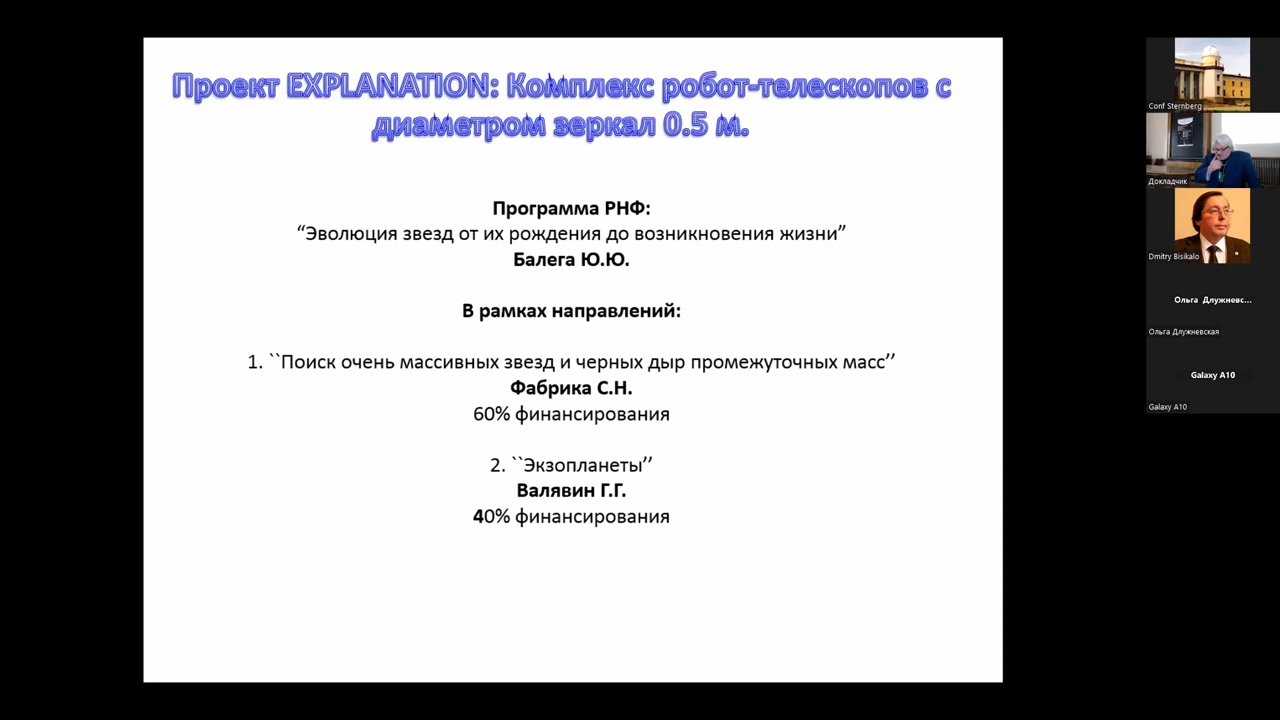 Проект EXPLANATION: Комплекс робот-телескопов с
диаметром зеркал 0.5 м.
Программа РНФ:
“Эволюция звезд от их рождения до возникновения жизни”
Балега Ю.Ю.
В рамках направлений:
1. ``Поиск очень массивных звезд и черных дыр промежуточных масс’’
Фабрика С.Н.
60% финансирования
2. ``Экзопланеты’’
Валявин Г.Г.
40% финансирования
Conf Sternberg
Докладчик
Dmitry Bisikalo
Ольга Длужневс...
Ольга Длужневская
Galaxy A10
Galaxy A10